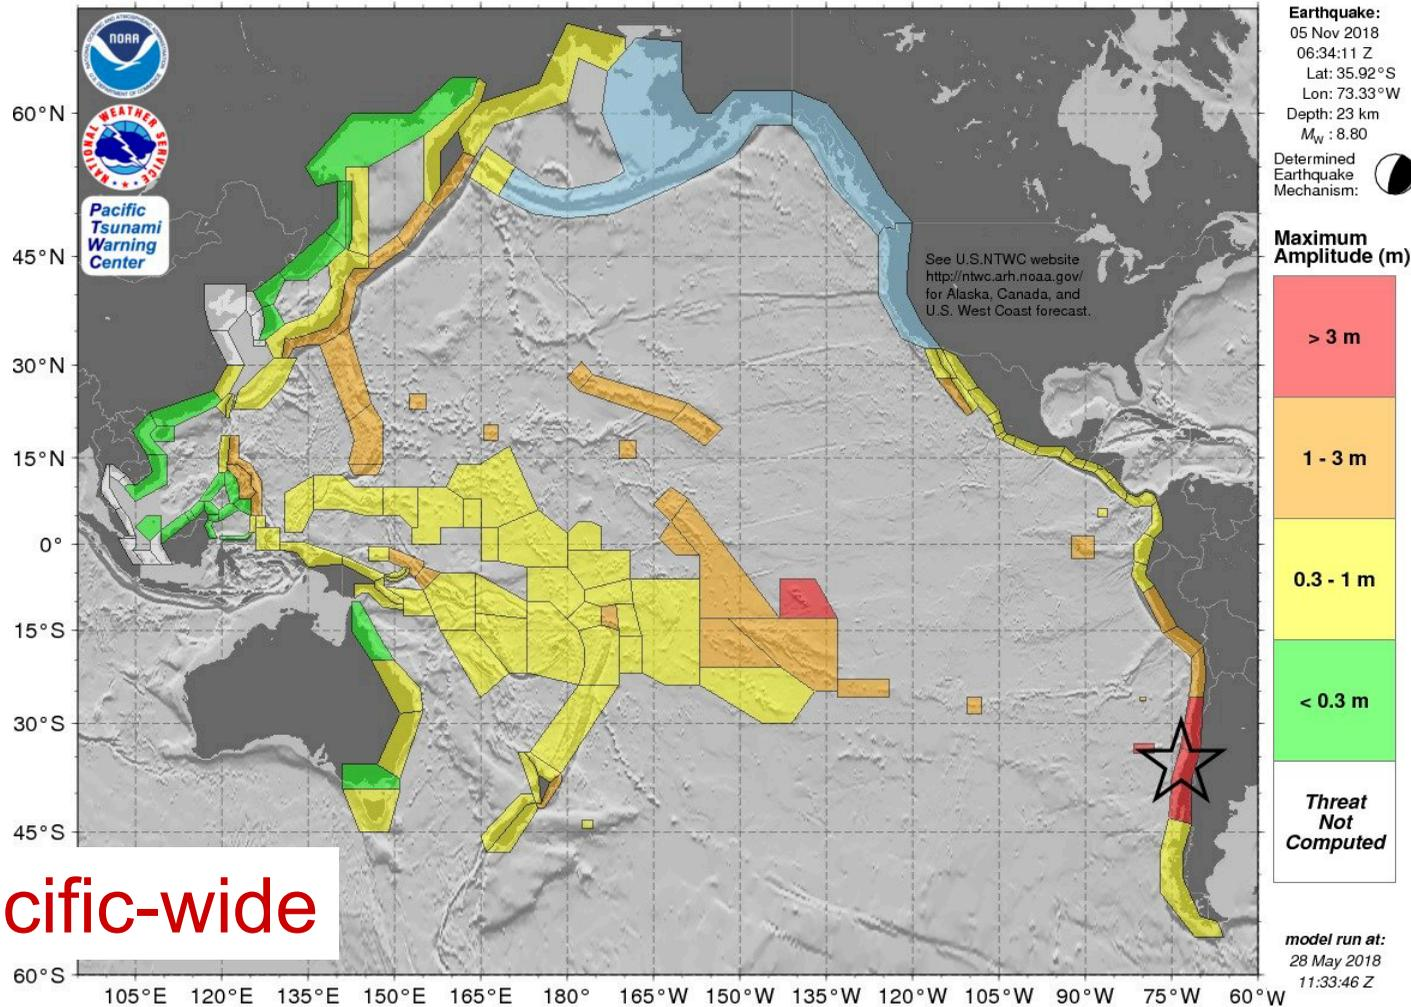 NOAA
NATIONAL WEATHER SERVICE
Pacific
Tsunami
Warning
Center
60°N
45°N
30°N
15°N
0°
15°S
30°S
45°S
60°S
See U.S.NTWC website
http://ntwc.arh.noaa.gov/
for Alaska, Canada, and
U.S. West Coast forecast.
cific-wide
105°E 120°E 135°E 150°E 165°E 180° 165°W 150°W 135°W 120°W 105°W 90°W 75°W 60°W
Earthquake:
05 Nov 2018
06:34:11 Z
Lat: 35.92°S
Lon: 73.33°W
Depth: 23 km
MW : 8.80
Determined
Earthquake
Mechanism:
Maximum
Amplitude (m)
> 3 m
1 - 3 m
0.3 - 1 m
< 0.3 m
Threat
Not
Computed
model run at:
28 May 2018
11:33:46 Z